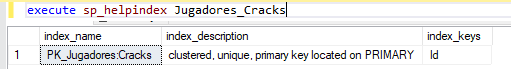 execute sp_helpindex Jugadores_Cracks
index_name index_description index_keys
1 PK_Jugadores:Cracks clustered, unique, primary key located on PRIMARY Id